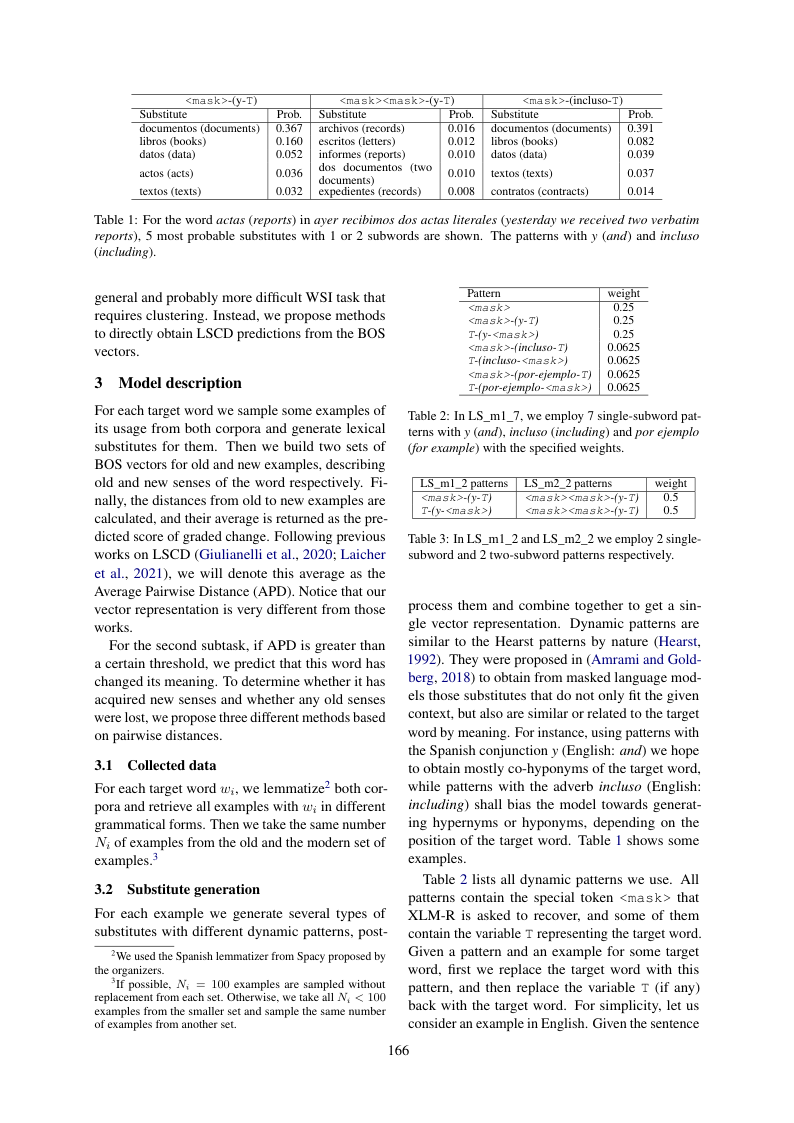 <mask>-(y-T) <mask><mask>-(y-T) <mask>-(incluso-T)
Substitute Prob. Substitute Prob. Substitute Prob.
documentos (documents) 0.367 archivos (records) 0.016 documentos (documents) 0.391
libros (books) 0.160 escritos (letters) 0.012 libros (books) 0.082
datos (data) 0.052 informes (reports) 0.010 datos (data) 0.039
actos (acts) 0.036 dos documentos (two documents) 0.010 textos (texts) 0.037
textos (texts) 0.032 expedientes (records) 0.008 contratos (contracts) 0.014
Table 1: For the word actas (reports) in ayer recibimos dos actas literales (yesterday we received two verbatim
reports), 5 most probable substitutes with 1 or 2 subwords are shown. The patterns with y (and) and incluso
(including).
general and probably more difficult WSI task that
requires clustering. Instead, we propose methods
to directly obtain LSCD predictions from the BOS
vectors.
3 Model description
For each target word we sample some examples of
its usage from both corpora and generate lexical
substitutes for them. Then we build two sets of
BOS vectors for old and new examples, describing
old and new senses of the word respectively. Fi-
nally, the distances from old to new examples are
calculated, and their average is returned as the pre-
dicted score of graded change. Following previous
works on LSCD (Giulianelli et al., 2020; Laicher
et al., 2021), we will denote this average as the
Average Pairwise Distance (APD). Notice that our
vector representation is very different from those
works.
For the second subtask, if APD is greater than
a certain threshold, we predict that this word has
changed its meaning. To determine whether it has
acquired new senses and whether any old senses
were lost, we propose three different methods based
on pairwise distances.
3.1 Collected data
For each target word wi, we lemmatize2 both cor-
pora and retrieve all examples with wi in different
grammatical forms. Then we take the same number
Ni of examples from the old and the modern set of
examples.3
3.2 Substitute generation
For each example we generate several types of
substitutes with different dynamic patterns, post-
2We used the Spanish lemmatizer from Spacy proposed by
the organizers.
3If possible, Ni = 100 examples are sampled without
replacement from each set. Otherwise, we take all Ni < 100
examples from the smaller set and sample the same number
of examples from another set.
Pattern weight
<mask> 0.25
<mask>-(y-T) 0.25
T-(y-<mask>) 0.25
<mask>-(incluso-T) 0.0625
T-(incluso-<mask>) 0.0625
<mask>-(por-ejemplo-T) 0.0625
T-(por-ejemplo-<mask>) 0.0625
Table 2: In LS_m1_7, we employ 7 single-subword pat-
terns with y (and), incluso (including) and por ejemplo
(for example) with the specified weights.
LS_m1_2 patterns LS_m2_2 patterns weight
<mask>-(y-T) <mask><mask>-(y-T) 0.5
T-(y-<mask>) <mask><mask>-(y-T) 0.5
Table 3: In LS_m1_2 and LS_m2_2 we employ 2 single-
subword and 2 two-subword patterns respectively.
process them and combine together to get a sin-
gle vector representation. Dynamic patterns are
similar to the Hearst patterns by nature (Hearst,
1992). They were proposed in (Amrami and Gold-
berg, 2018) to obtain from masked language mod-
els those substitutes that do not only fit the given
context, but also are similar or related to the target
word by meaning. For instance, using patterns with
the Spanish conjunction y (English: and) we hope
to obtain mostly co-hyponyms of the target word,
while patterns with the adverb incluso (English:
including) shall bias the model towards generat-
ing hypernyms or hyponyms, depending on the
position of the target word. Table 1 shows some
examples.
Table 2 lists all dynamic patterns we use. All
patterns contain the special token <mask> that
XLM-R is asked to recover, and some of them
contain the variable T representing the target word.
Given a pattern and an example for some target
word, first we replace the target word with this
pattern, and then replace the variable T (if any)
back with the target word. For simplicity, let us
consider an example in English. Given the sentence
166